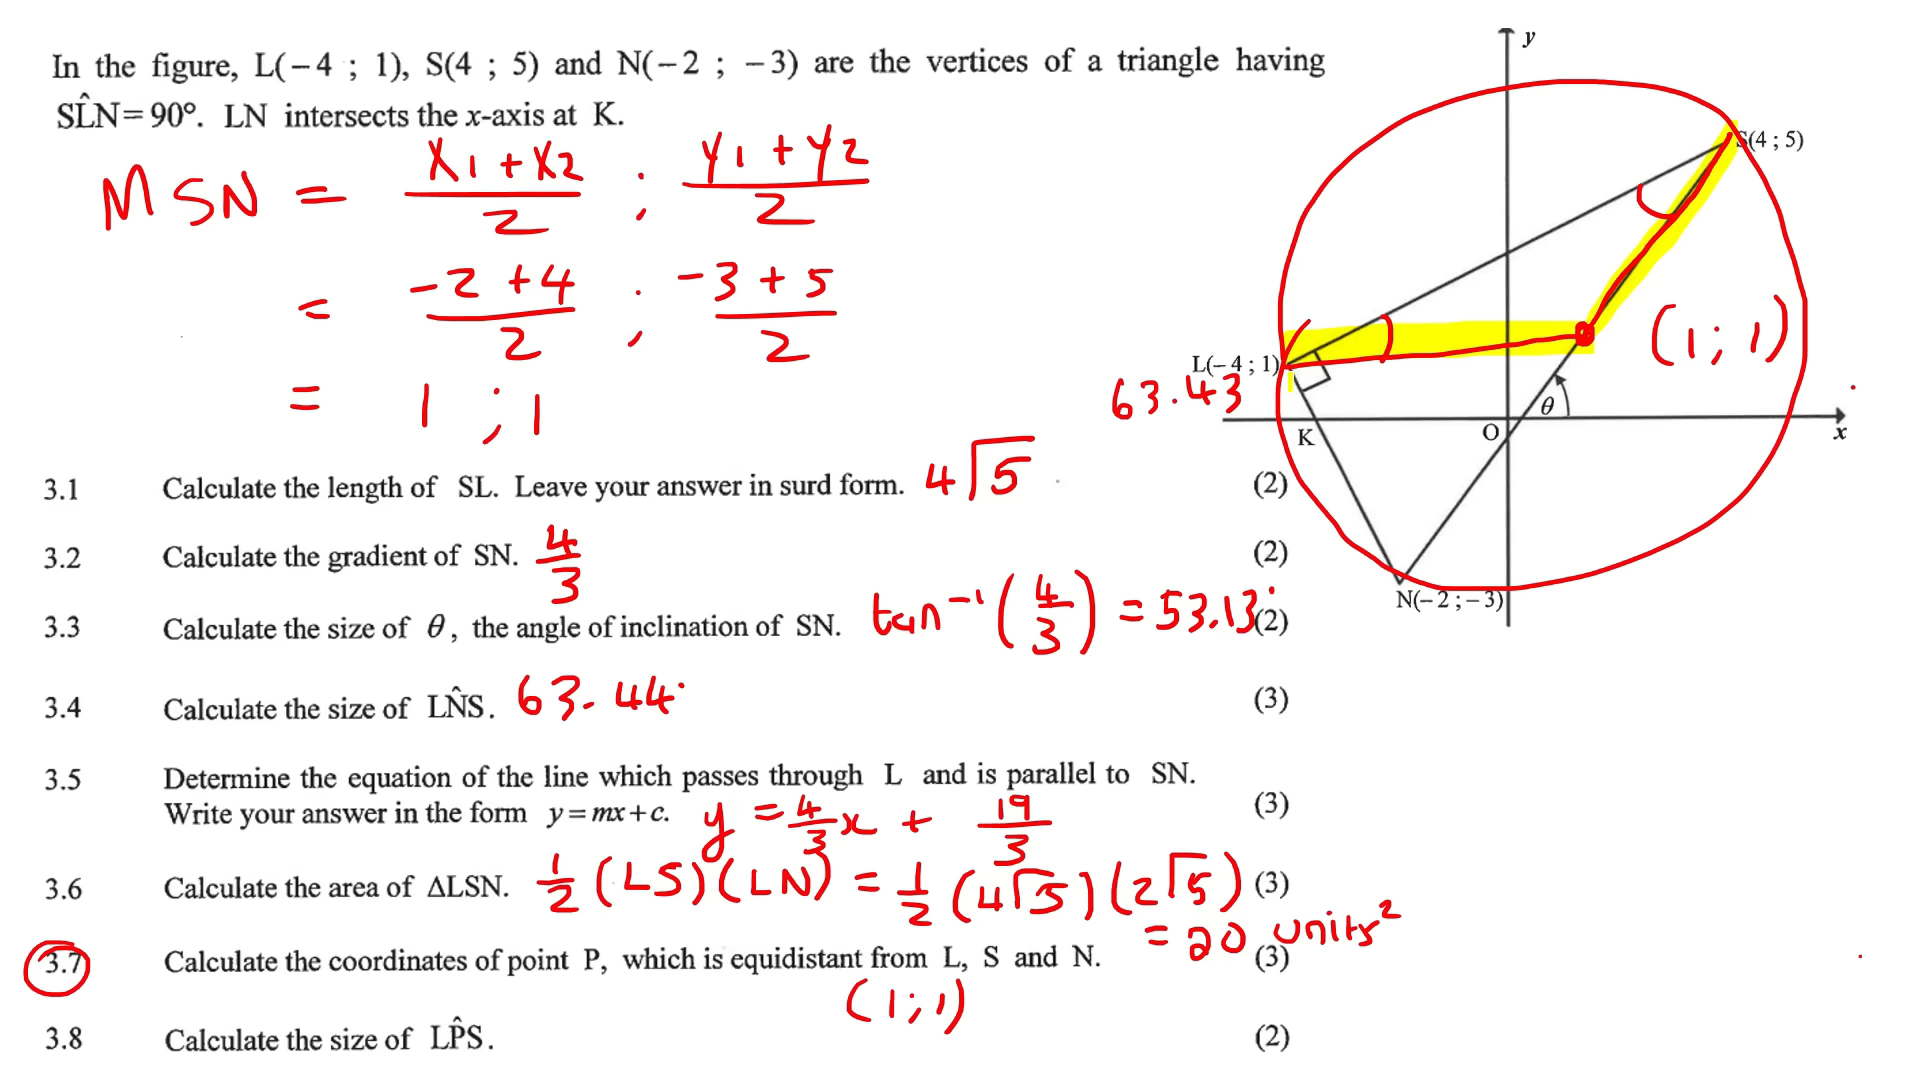 In the figure, L(−4 ; 1), S(4 ; 5) and N(−2 ; −3) are the vertices of a triangle having
SL̂N= 90°. LN intersects the x-axis at K.
MSN = x1 + x2 / 2 ; y1 + y2 / 2
= -2 + 4 / 2 ; -3 + 5 / 2
= 1 ; 1
y
S(4 ; 5)
(1 ; 1)
L(−4 ; 1)
63.43
θ
K
O
x
N(−2 ; −3)
3.1 Calculate the length of SL. Leave your answer in surd form. 4√5 (2)
3.2 Calculate the gradient of SN. 4/3 (2)
3.3 Calculate the size of θ, the angle of inclination of SN. tan⁻¹(4/3) = 53.13° (2)
3.4 Calculate the size of LN̂S. 63.44° (3)
3.5 Determine the equation of the line which passes through L and is parallel to SN.
Write your answer in the form y = mx + c. y = 4/3 x + 19/3 (3)
3.6 Calculate the area of ΔLSN. 1/2 (LS)(LN) = 1/2 (4√5)(2√5) (3)
= 20 units²
3.7 Calculate the coordinates of point P, which is equidistant from L, S and N. (3)
(1 ; 1)
3.8 Calculate the size of LP̂S. (2)